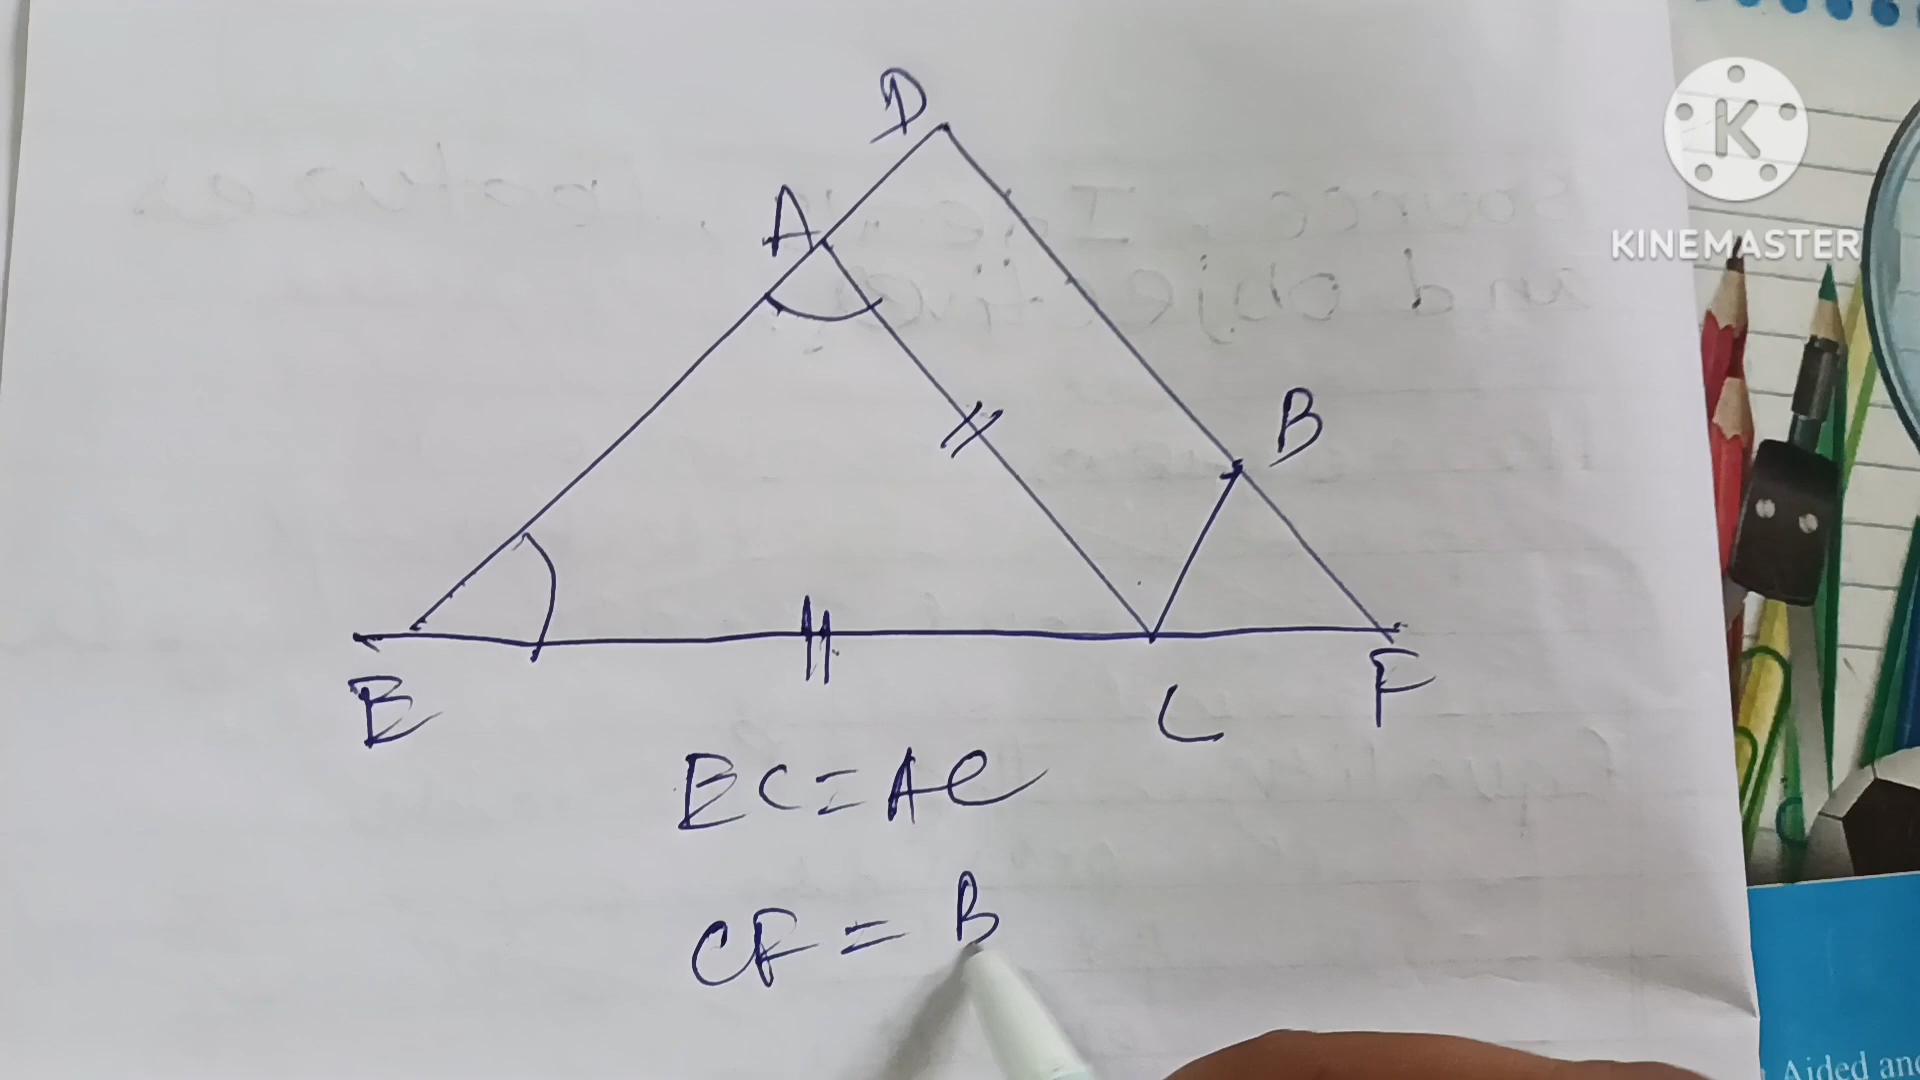 D
A
B
E
C
F
EC = AC
CF = B
KINEMASTER
Aided and